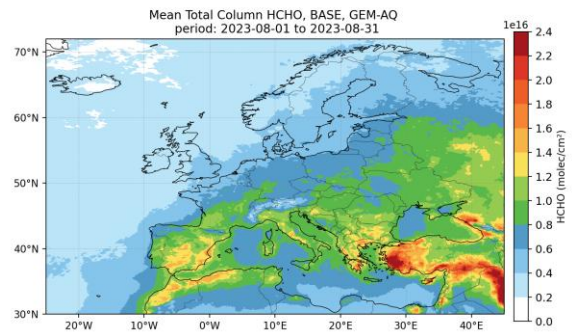 Mean Total Column HCHO, BASE, GEM-AQ
period: 2023-08-01 to 2023-08-31
1e16
70°N
60°N
50°N
40°N
30°N
20°W
10°W
0°W
10°E
20°E
30°E
40°E
2.4
2.2
2.0
1.8
1.6
1.4
1.2
1.0
0.8
0.6
0.4
0.2
0.0
HCHO (molec/cm²)